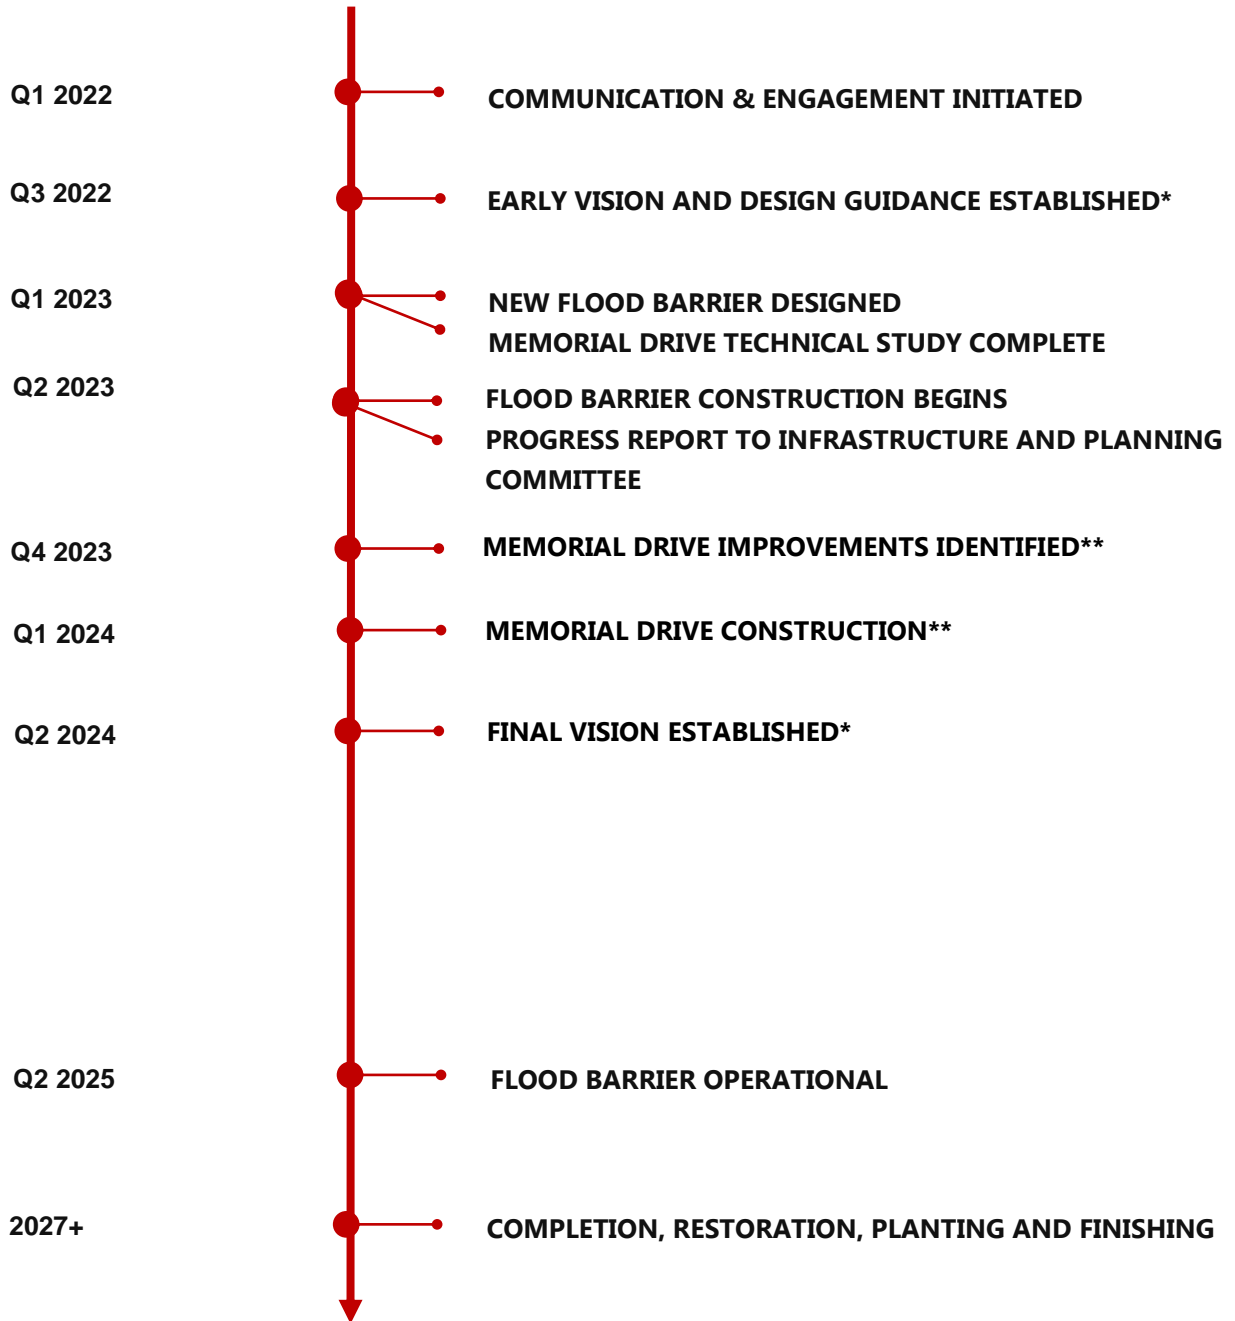 Q1 2022
COMMUNICATION & ENGAGEMENT INITIATED
Q3 2022
EARLY VISION AND DESIGN GUIDANCE ESTABLISHED*
Q1 2023
NEW FLOOD BARRIER DESIGNED
MEMORIAL DRIVE TECHNICAL STUDY COMPLETE
Q2 2023
FLOOD BARRIER CONSTRUCTION BEGINS
PROGRESS REPORT TO INFRASTRUCTURE AND PLANNING
COMMITTEE
Q4 2023
MEMORIAL DRIVE IMPROVEMENTS IDENTIFIED**
Q1 2024
MEMORIAL DRIVE CONSTRUCTION**
Q2 2024
FINAL VISION ESTABLISHED*
Q2 2025
FLOOD BARRIER OPERATIONAL
2027+
COMPLETION, RESTORATION, PLANTING AND FINISHING